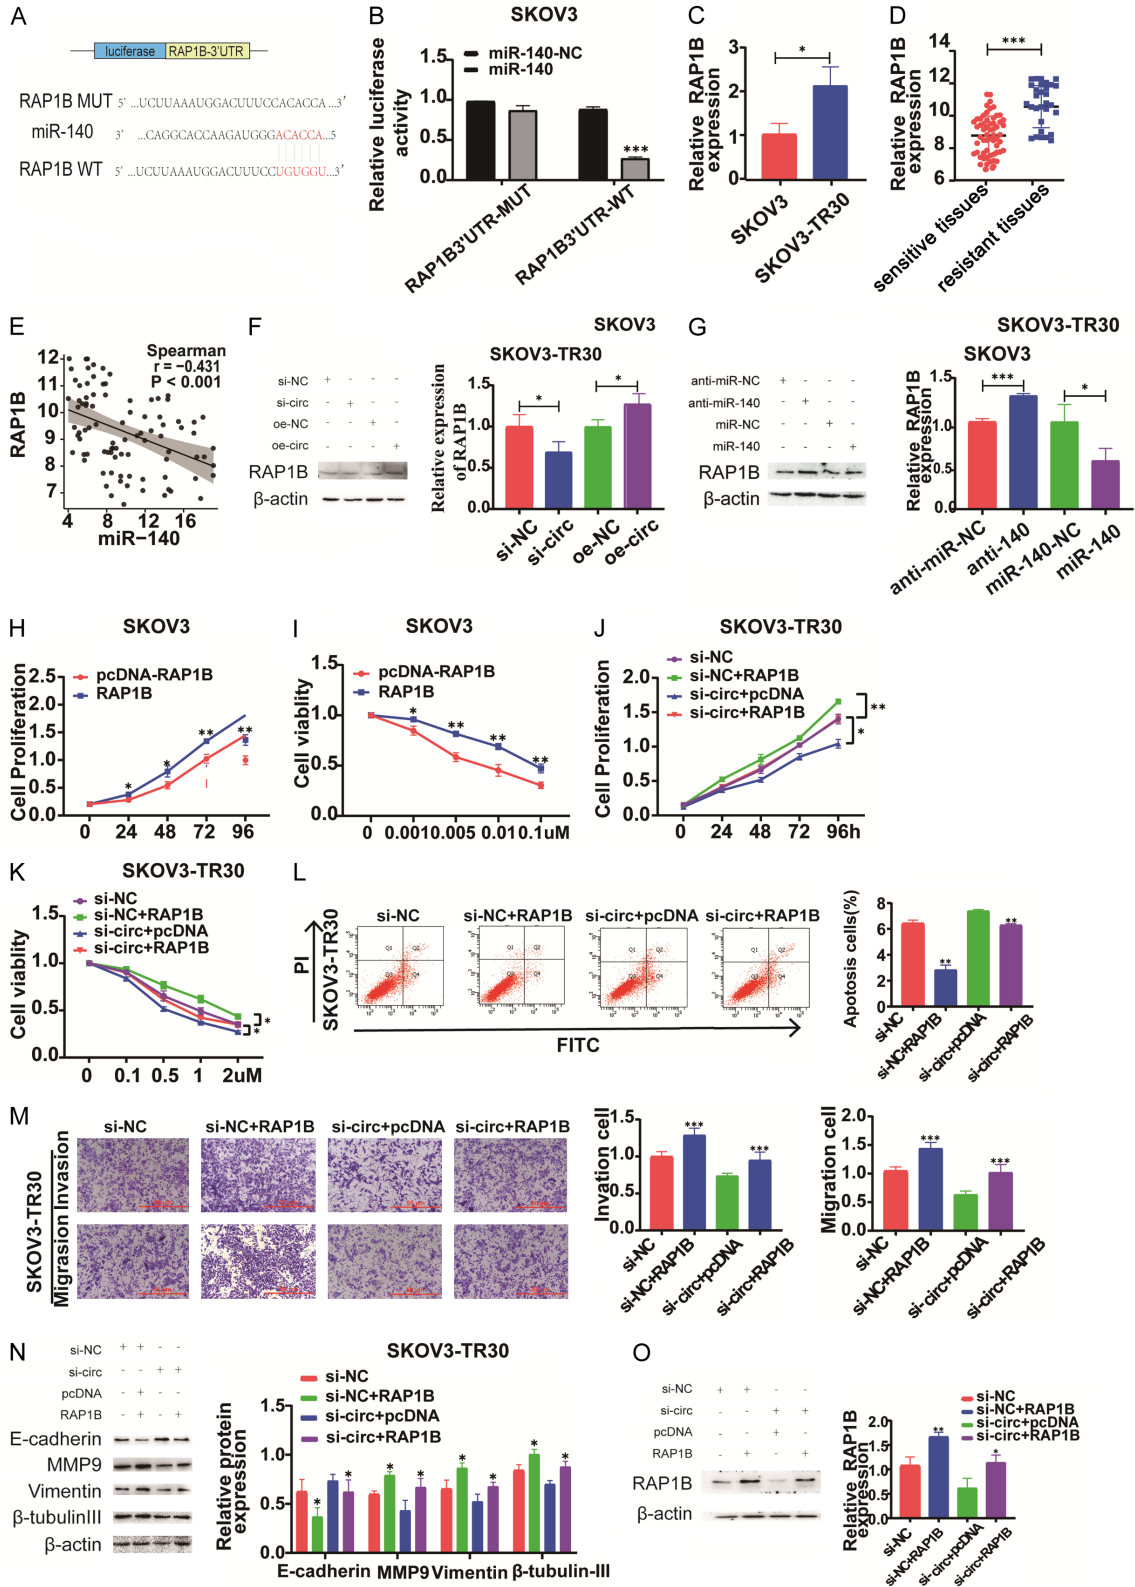 A
luciferase RAP1B-3'UTR
RAP1B MUT 5' ...UCUUAAAUGGACUUUCCACACCA...3'
miR-140 3' ...CAGGCACCAAGAUGGGACACCA...5
RAP1B WT 5' ...UCUUAAAUGGACUUUCCUGUGGU...3'
B
SKOV3
miR-140-NC
miR-140
Relative luciferase activity
1.5
1.0
0.5
0.0
***
RAP1B3'UTR-MUT
RAP1B3'UTR-WT
C
Relative RAP1B expression
3
2
1
0
*
SKOV3
SKOV3-TR30
D
Relative RAP1B expression
14
12
10
8
6
***
sensitive tissues
resistant tissues
E
RAP1B
12
11
10
9
8
7
Spearman
r = −0.431
P < 0.001
4 8 12 16
miR−140
F
SKOV3
SKOV3-TR30
si-NC + - - -
si-circ - + - -
oe-NC - - + -
oe-circ - - - +
RAP1B
β-actin
Relative expression of RAP1B
1.5
1.0
0.5
0.0
* *
si-NC
si-circ
oe-NC
oe-circ
G
SKOV3-TR30
SKOV3
anti-miR-NC + - - -
anti-miR-140 - + - -
miR-NC - - + -
miR-140 - - - +
RAP1B
β-actin
Relative RAP1B expression
1.5
1.0
0.5
0.0
*** *
anti-miR-NC
anti-140
miR-140-NC
miR-140
H
SKOV3
Cell Proliferation
2.5
2.0
1.5
1.0
0.5
0.0
pcDNA-RAP1B
RAP1B
* * ** **
0 24 48 72 96
I
SKOV3
Cell viablity
1.5
1.0
0.5
0.0
pcDNA-RAP1B
RAP1B
* ** ** **
0 0.001 0.005 0.01 0.1uM
J
SKOV3-TR30
Cell Proliferation
2.0
1.5
1.0
0.5
0.0
si-NC
si-NC+RAP1B
si-circ+pcDNA
si-circ+RAP1B
**
*
0 24 48 72 96h
K
SKOV3-TR30
Cell viablity
1.5
1.0
0.5
0.0
si-NC
si-NC+RAP1B
si-circ+pcDNA
si-circ+RAP1B
*
*
0 0.1 0.5 1 2uM
L
SKOV3-TR30
PI
si-NC si-NC+RAP1B si-circ+pcDNA si-circ+RAP1B
Q1 Q2 Q3 Q4
FITC
Apotosis cells(%)
8
6
4
2
0
** **
si-NC
si-NC+RAP1B
si-circ+pcDNA
si-circ+RAP1B
M
SKOV3-TR30
Migrasion Invasion
si-NC si-NC+RAP1B si-circ+pcDNA si-circ+RAP1B
Invation cell
1.5
1.0
0.5
0.0
*** ***
si-NC
si-NC+RAP1B
si-circ+pcDNA
si-circ+RAP1B
Migration cell
2.0
1.5
1.0
0.5
0.0
*** ***
si-NC
si-NC+RAP1B
si-circ+pcDNA
si-circ+RAP1B
N
si-NC + + - -
si-circ - - + +
pcDNA - + - -
RAP1B - + - +
E-cadherin
MMP9
Vimentin
β-tubulinIII
β-actin
SKOV3-TR30
Relative protein expression
1.5
1.0
0.5
0.0
si-NC
si-NC+RAP1B
si-circ+pcDNA
si-circ+RAP1B
* * * * * * * *
E-cadherin MMP9 Vimentin β-tubulin-III
O
si-NC + + - -
si-circ - - + +
pcDNA - - + -
RAP1B - + - +
RAP1B
β-actin
Relative RAP1B expression
2.0
1.5
1.0
0.5
0.0
si-NC
si-NC+RAP1B
si-circ+pcDNA
si-circ+RAP1B
** *
si-NC
si-NC+RAP1B
si-circ+pcDNA
si-circ+RAP1B